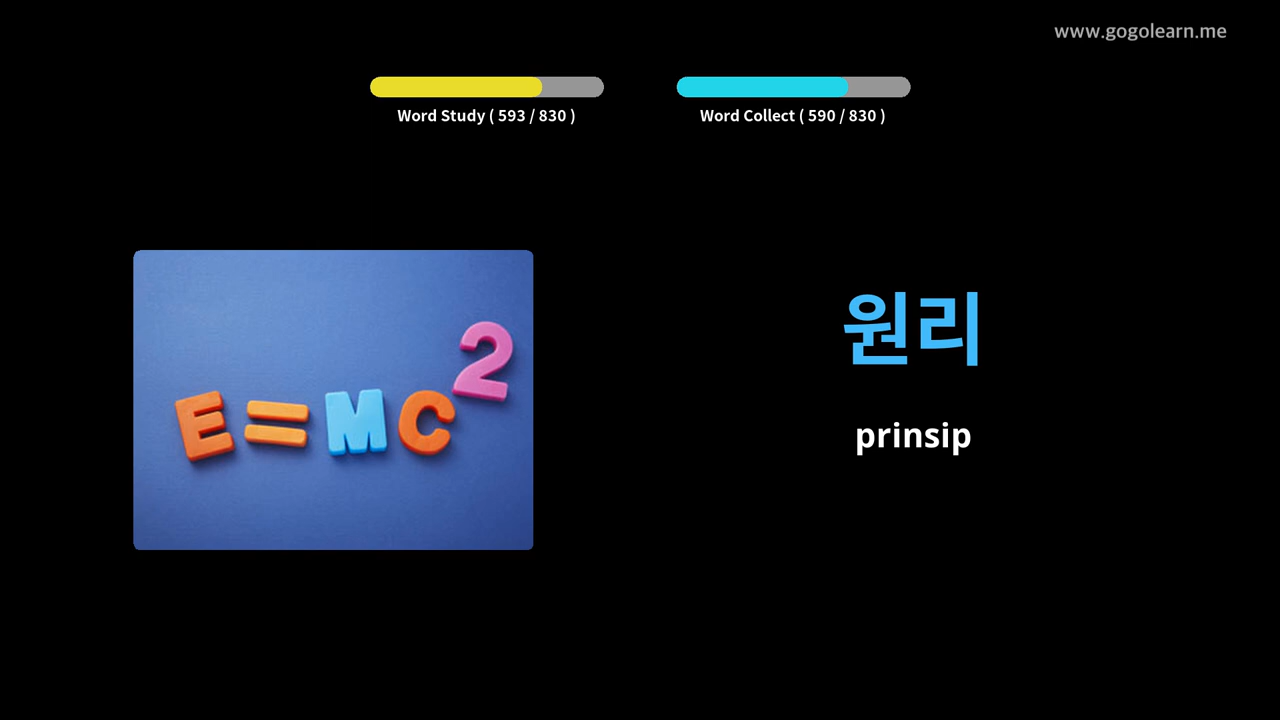 www.gogolearn.me
Word Study ( 593 / 830 )
Word Collect ( 590 / 830 )
E=MC2
원리
prinsip